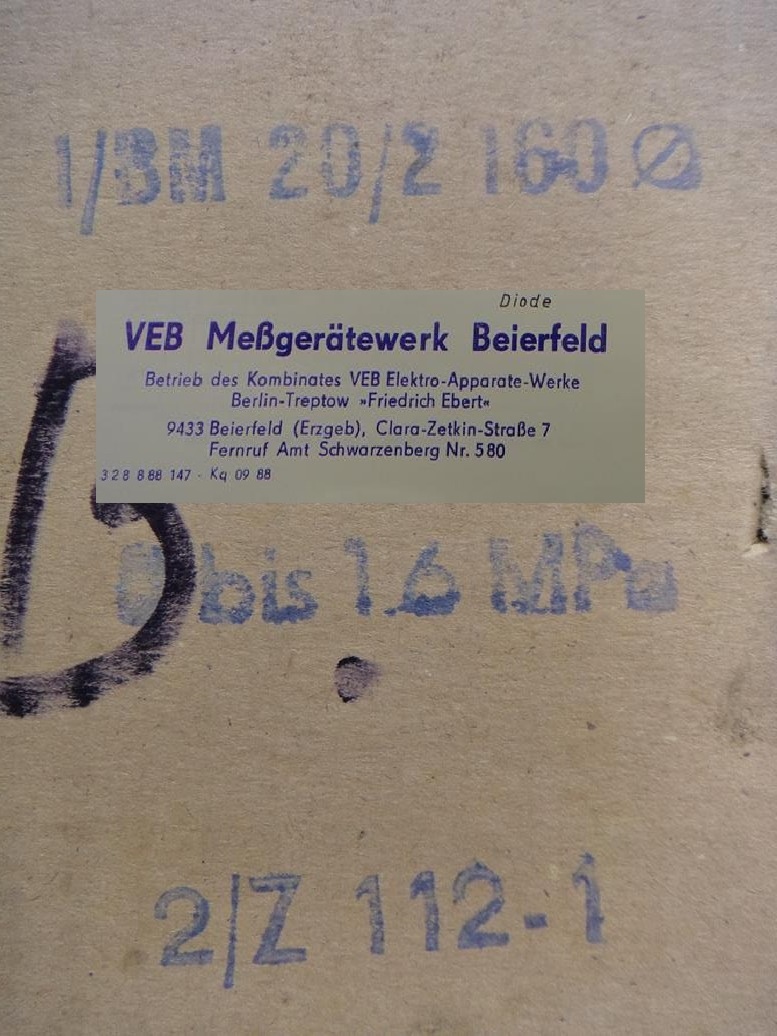 1/BM 20/2 160 Ø
Diode
VEB Meßgerätewerk Beierfeld
Betrieb des Kombinates VEB Elektro-Apparate-Werke
Berlin-Treptow »Friedrich Ebert«
9433 Beierfeld (Erzgeb), Clara-Zetkin-Straße 7
Fernruf Amt Schwarzenberg Nr. 580
328 888 147 - Kq 09 88
0 bis 1.6 MPa
2/Z 112-1